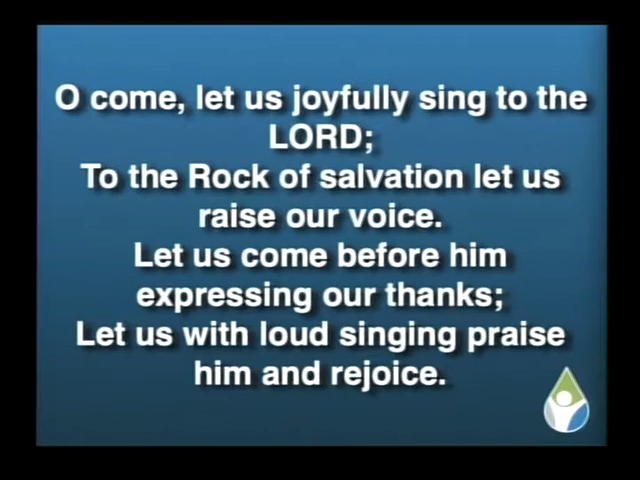 O come, let us joyfully sing to the
LORD;
To the Rock of salvation let us
raise our voice.
Let us come before him
expressing our thanks;
Let us with loud singing praise
him and rejoice.